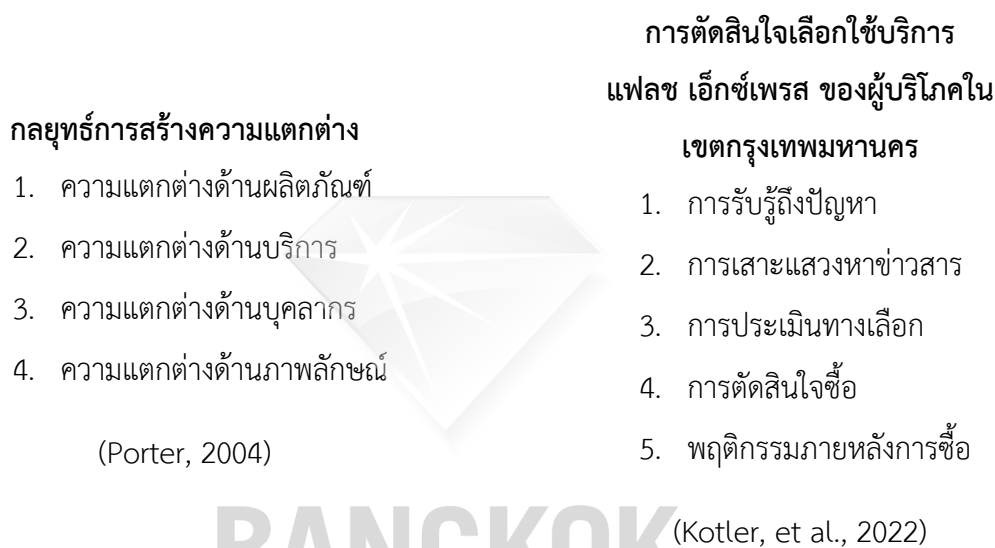 กลยุทธ์การสร้างความแตกต่าง
1. ความแตกต่างด้านผลิตภัณฑ์
2. ความแตกต่างด้านบริการ
3. ความแตกต่างด้านบุคลากร
4. ความแตกต่างด้านภาพลักษณ์
(Porter, 2004)
การตัดสินใจเลือกใช้บริการ
แฟลช เอ็กซ์เพรส ของผู้บริโภคใน
เขตกรุงเทพมหานคร
1. การรับรู้ถึงปัญหา
2. การเสาะแสวงหาข่าวสาร
3. การประเมินทางเลือก
4. การตัดสินใจซื้อ
5. พฤติกรรมภายหลังการซื้อ
(Kotler, et al., 2022)
BANGKOK